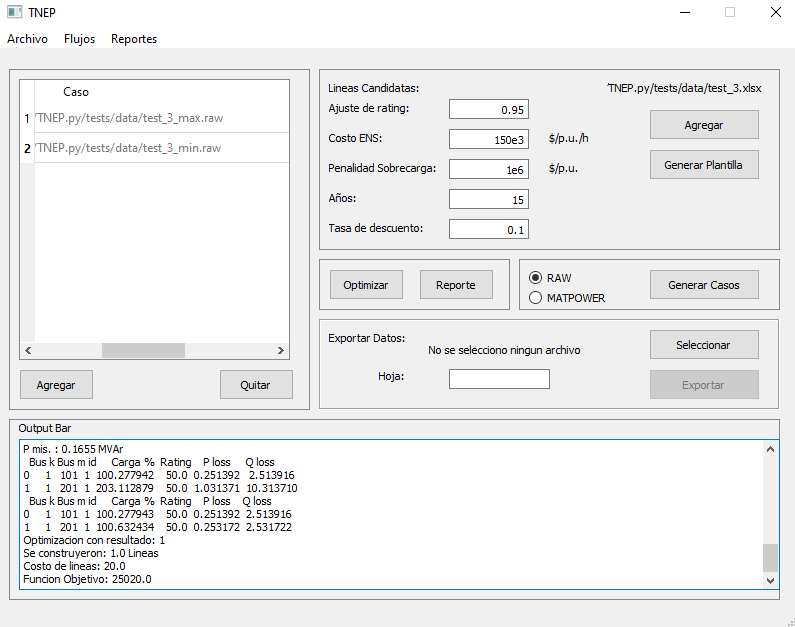 TNEP
Archivo Flujos Reportes
Caso
1 'TNEP.py/tests/data/test_3_max.raw
2 'TNEP.py/tests/data/test_3_min.raw
Agregar Quitar
Lineas Candidatas: 'TNEP.py/tests/data/test_3.xlsx
Ajuste de rating: 0.95 Agregar
Costo ENS: 150e3 $/p.u./h
Penalidad Sobrecarga: 1e6 $/p.u. Generar Plantilla
Años: 15
Tasa de descuento: 0.1
Optimizar Reporte
RAW Generar Casos
MATPOWER
Exportar Datos: No se selecciono ningun archivo Seleccionar
Hoja: Exportar
Output Bar
P mis. : 0.1655 MVAr
Bus k Bus m id Carga % Rating P loss Q loss
0 1 101 1 100.277942 50.0 0.251392 2.513916
1 1 201 1 203.112879 50.0 1.031371 10.313710
Bus k Bus m id Carga % Rating P loss Q loss
0 1 101 1 100.277943 50.0 0.251392 2.513916
1 1 201 1 100.632434 50.0 0.253172 2.531722
Optimizacion con resultado: 1
Se construyeron: 1.0 Lineas
Costo de lineas: 20.0
Funcion Objetivo: 25020.0